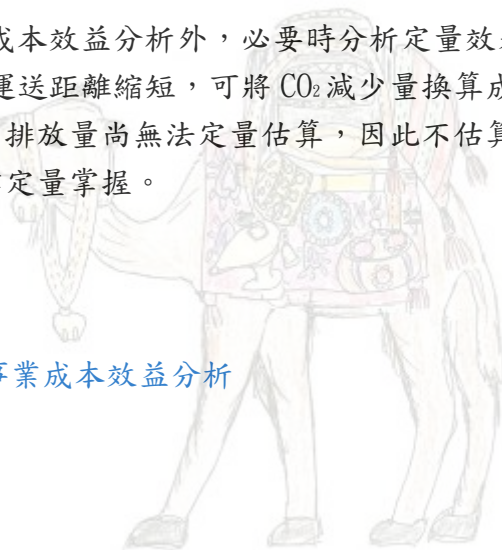 成本效益分析外，必要時分析定量效
運送距離縮短，可將 CO₂減少量換算成
排放量尚無法定量估算，因此不估算
定量掌握。
事業成本效益分析